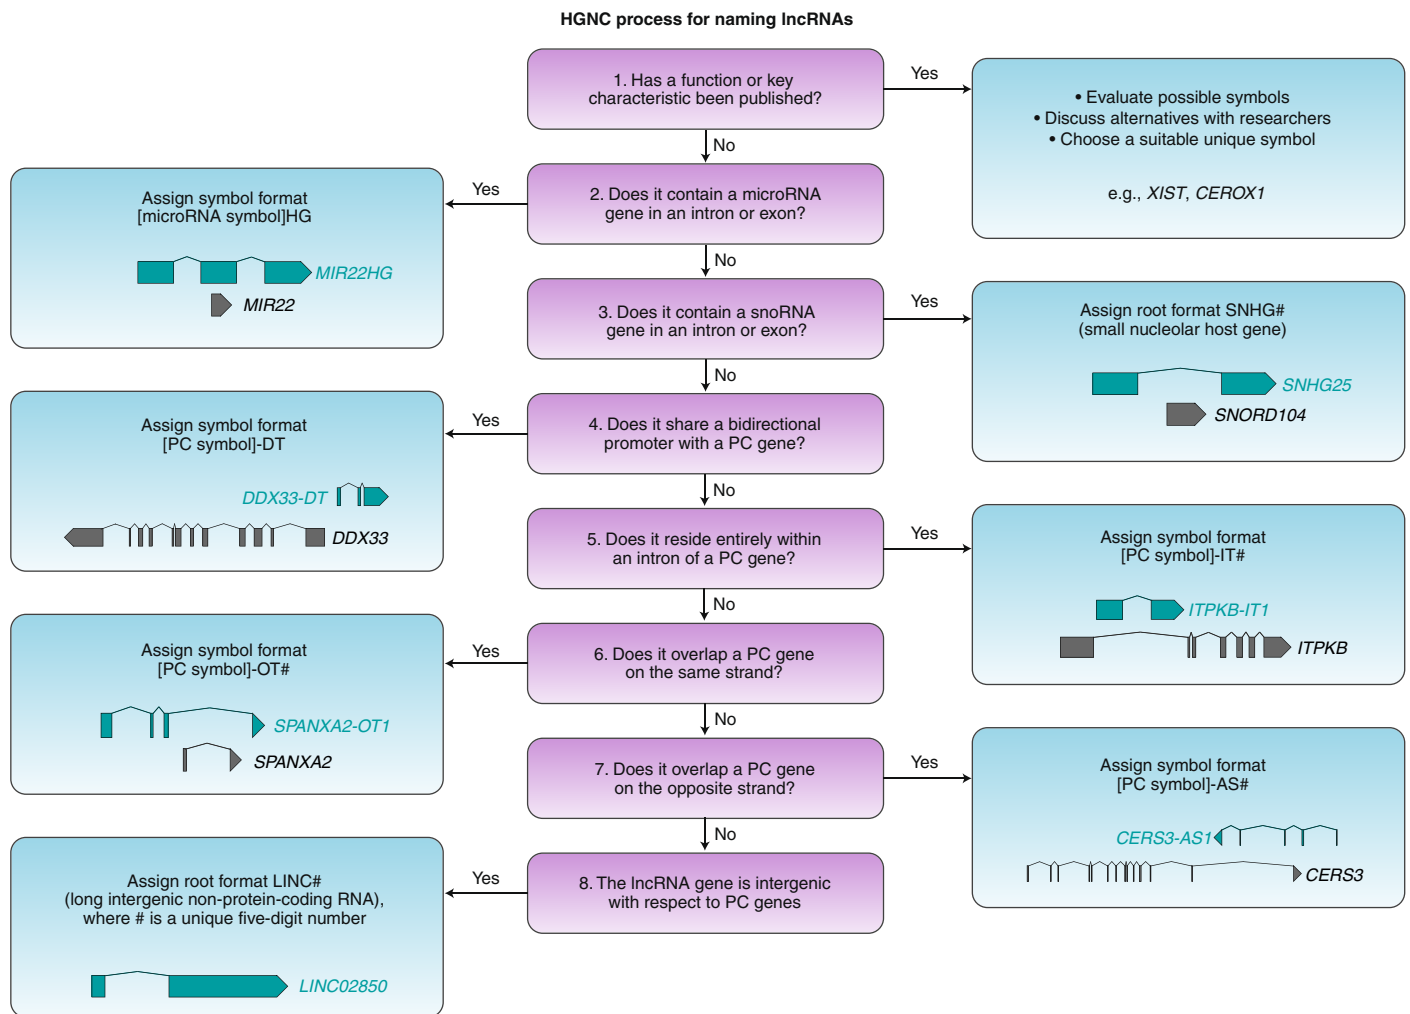 HGNC process for naming lncRNAs
1. Has a function or key
characteristic been published?
Yes
• Evaluate possible symbols
• Discuss alternatives with researchers
• Choose a suitable unique symbol
e.g., XIST, CEROX1
No
2. Does it contain a microRNA
gene in an intron or exon?
Yes
Assign symbol format
[microRNA symbol]HG
MIR22HG
MIR22
No
3. Does it contain a snoRNA
gene in an intron or exon?
Yes
Assign root format SNHG#
(small nucleolar host gene)
SNHG25
SNORD104
No
4. Does it share a bidirectional
promoter with a PC gene?
Yes
Assign symbol format
[PC symbol]-DT
DDX33-DT
DDX33
No
5. Does it reside entirely within
an intron of a PC gene?
Yes
Assign symbol format
[PC symbol]-IT#
ITPKB-IT1
ITPKB
No
6. Does it overlap a PC gene
on the same strand?
Yes
Assign symbol format
[PC symbol]-OT#
SPANXA2-OT1
SPANXA2
No
7. Does it overlap a PC gene
on the opposite strand?
Yes
Assign symbol format
[PC symbol]-AS#
CERS3-AS1
CERS3
No
8. The lncRNA gene is intergenic
with respect to PC genes
Yes
Assign root format LINC#
(long intergenic non-protein-coding RNA),
where # is a unique five-digit number
LINC02850